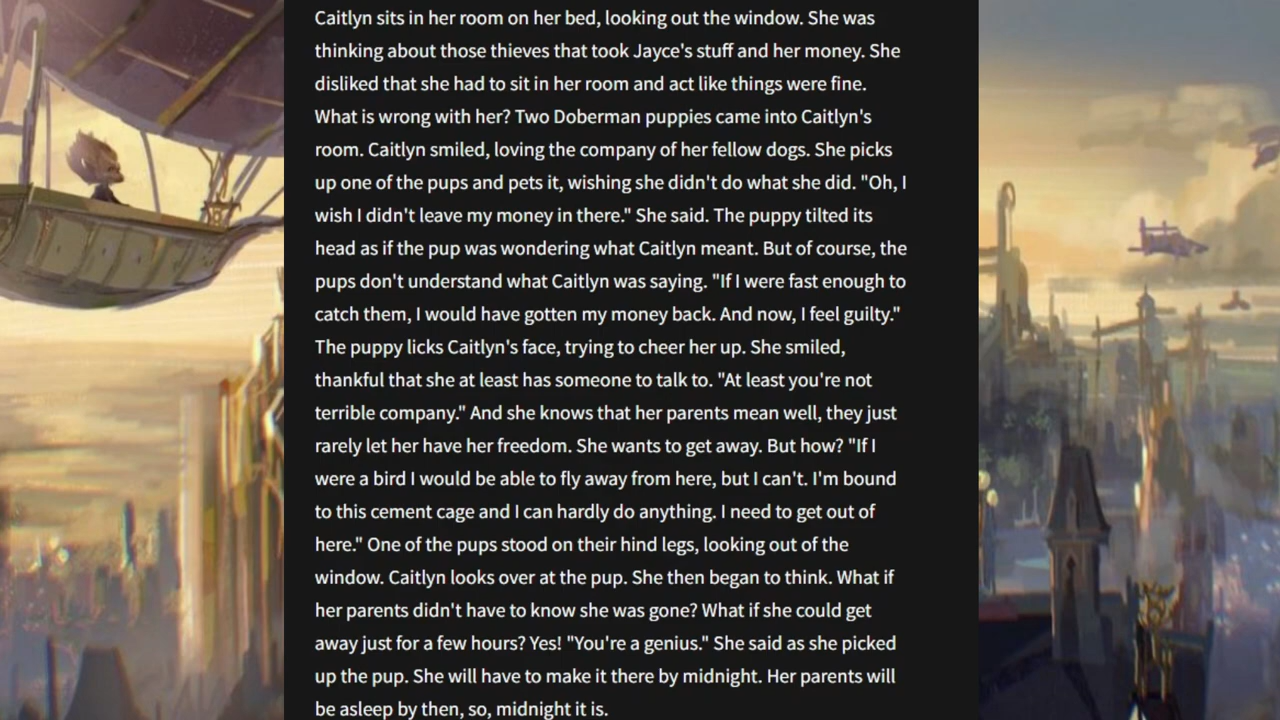 Caitlyn sits in her room on her bed, looking out the window. She was
thinking about those thieves that took Jayce's stuff and her money. She
disliked that she had to sit in her room and act like things were fine.
What is wrong with her? Two Doberman puppies came into Caitlyn's
room. Caitlyn smiled, loving the company of her fellow dogs. She picks
up one of the pups and pets it, wishing she didn't do what she did. "Oh, I
wish I didn't leave my money in there." She said. The puppy tilted its
head as if the pup was wondering what Caitlyn meant. But of course, the
pups don't understand what Caitlyn was saying. "If I were fast enough to
catch them, I would have gotten my money back. And now, I feel guilty."
The puppy licks Caitlyn's face, trying to cheer her up. She smiled,
thankful that she at least has someone to talk to. "At least you're not
terrible company." And she knows that her parents mean well, they just
rarely let her have her freedom. She wants to get away. But how? "If I
were a bird I would be able to fly away from here, but I can't. I'm bound
to this cement cage and I can hardly do anything. I need to get out of
here." One of the pups stood on their hind legs, looking out of the
window. Caitlyn looks over at the pup. She then began to think. What if
her parents didn't have to know she was gone? What if she could get
away just for a few hours? Yes! "You're a genius." She said as she picked
up the pup. She will have to make it there by midnight. Her parents will
be asleep by then, so, midnight it is.